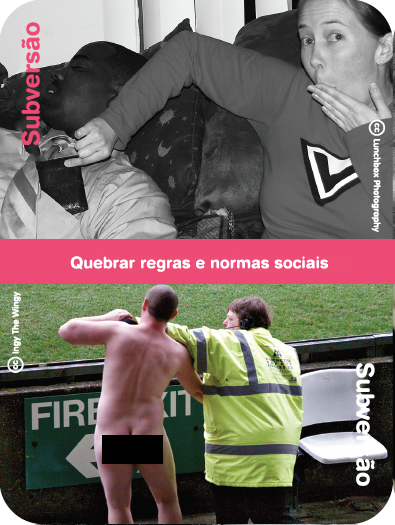 Subversão
cc Lunchbox Photography
Quebrar regras e normas sociais
cc Ingy The Wingy
FIRE EXIT
Subversão